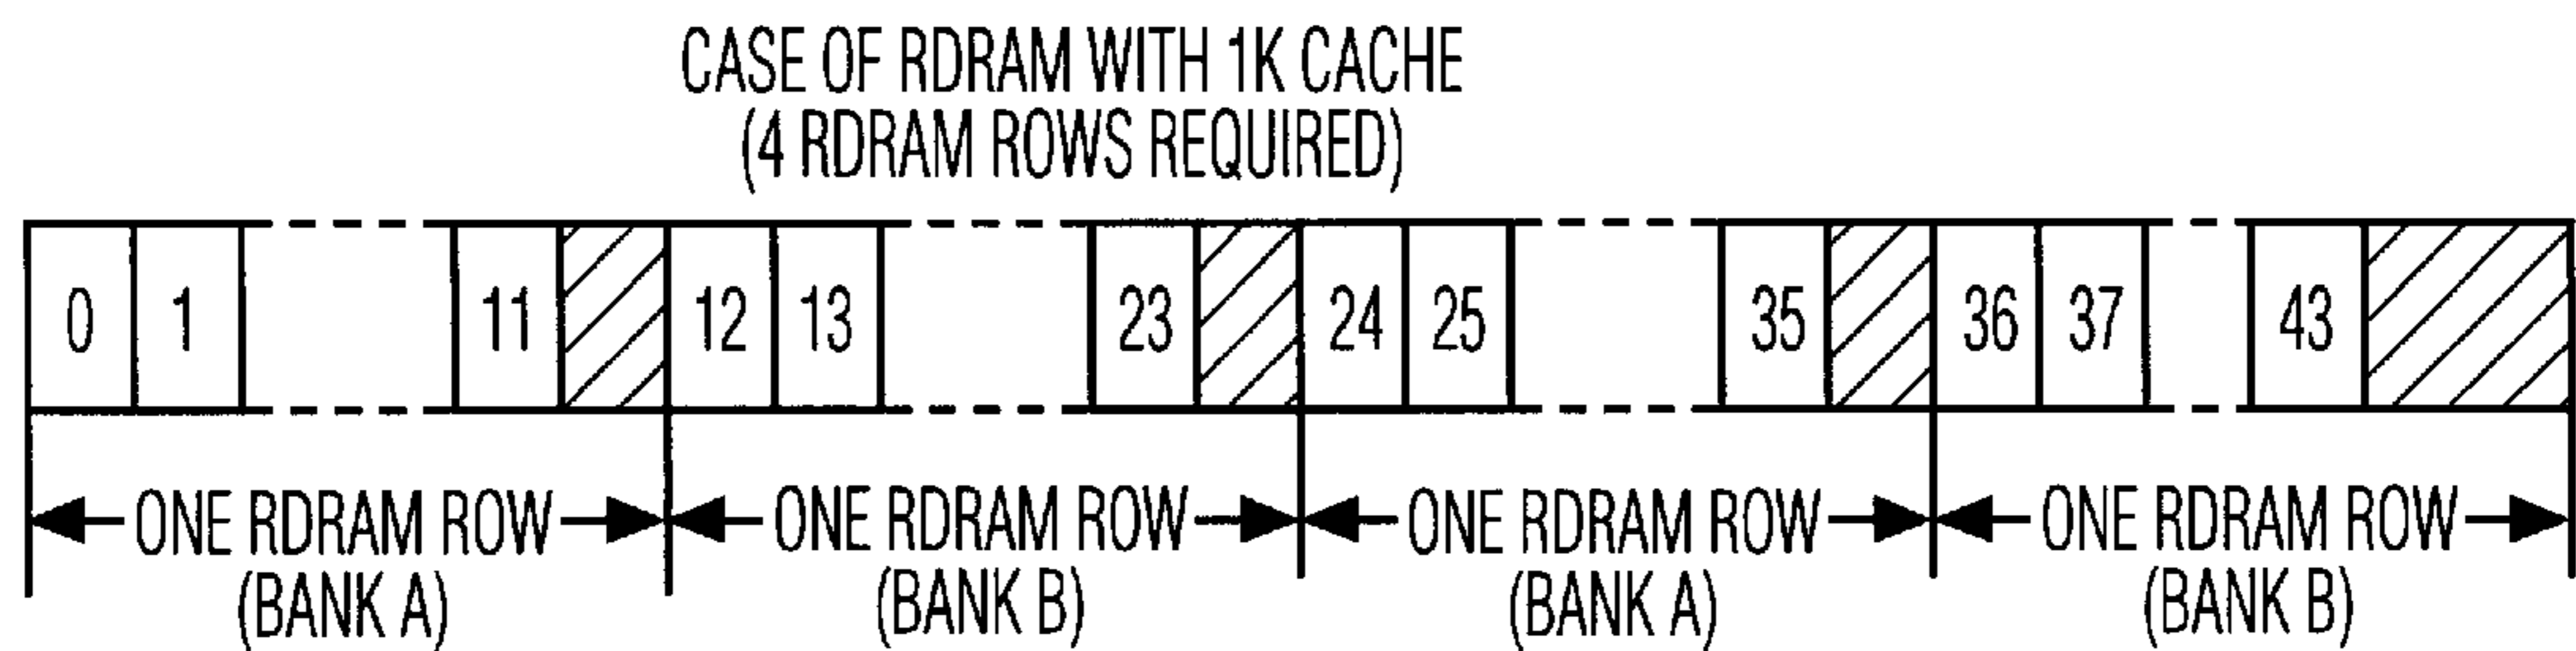 CASE OF RDRAM WITH 1K CACHE
(4 RDRAM ROWS REQUIRED)
0 1 11 12 13 23 24 25 35 36 37 43
ONE RDRAM ROW ONE RDRAM ROW ONE RDRAM ROW ONE RDRAM ROW
(BANK A) (BANK B) (BANK A) (BANK B)